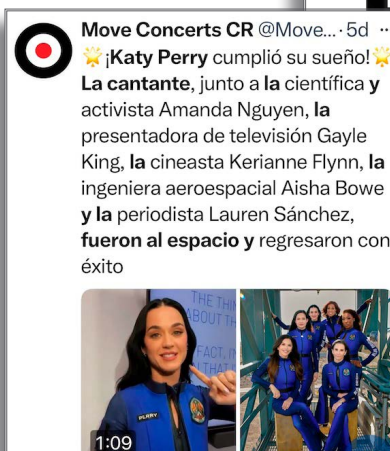 Move Concerts CR @Move... · 5d ··
🌟¡Katy Perry cumplió su sueño!🌟
La cantante, junto a la científica y
activista Amanda Nguyen, la
presentadora de televisión Gayle
King, la cineasta Kerianne Flynn, la
ingeniera aeroespacial Aisha Bowe
y la periodista Lauren Sánchez,
fueron al espacio y regresaron con
éxito
THE THIN
ABOUT TH
FACT, I'
THAT
PERRY
1:09